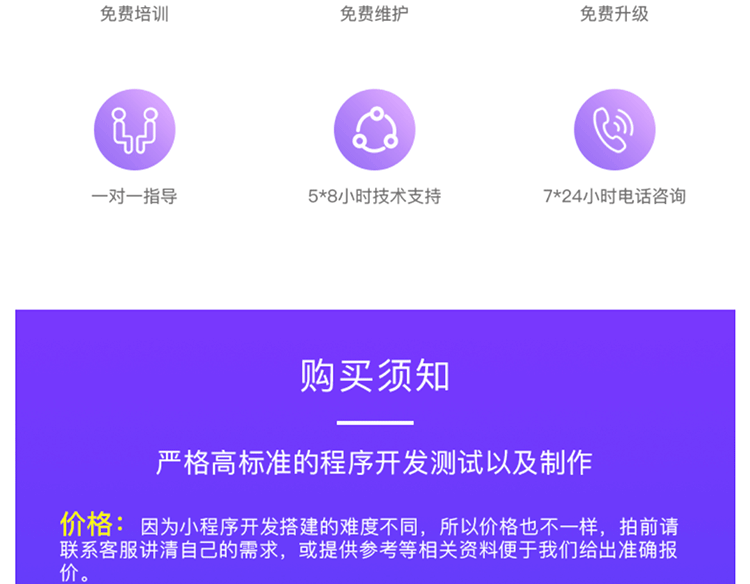 免费培训 免费维护 免费升级
一对一指导 5*8小时技术支持 7*24小时电话咨询
购买须知
严格高标准的程序开发测试以及制作
价格：因为小程序开发搭建的难度不同，所以价格也不一样，拍前请
联系客服讲清自己的需求，或提供参考等相关资料便于我们给出准确报
价。